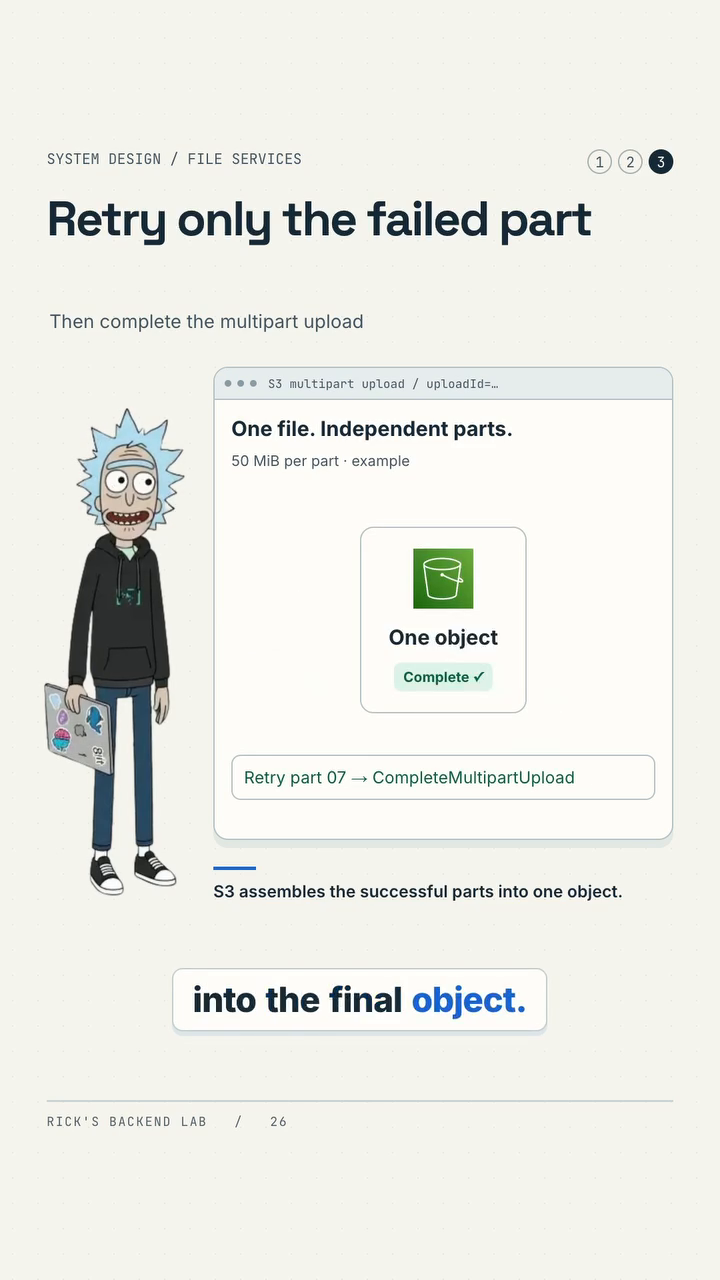 SYSTEM DESIGN / FILE SERVICES
1 2 3
Retry only the failed part
Then complete the multipart upload
S3 multipart upload / uploadId=…
One file. Independent parts.
50 MiB per part · example
One object
Complete ✓
Retry part 07 → CompleteMultipartUpload
S3 assembles the successful parts into one object.
into the final object.
RICK'S BACKEND LAB / 26